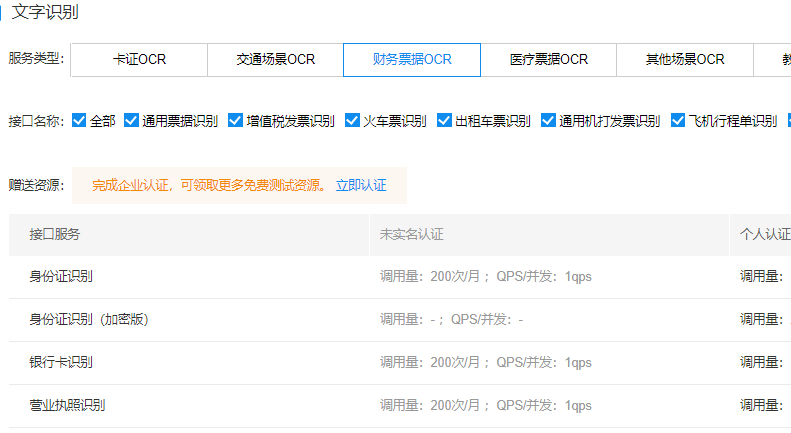 文字识别
服务类型: 卡证OCR 交通场景OCR 财务票据OCR 医疗票据OCR 其他场景OCR
接口名称: 全部 通用票据识别 增值税发票识别 火车票识别 出租车票识别 通用机打发票识别 飞机行程单识别
赠送资源: 完成企业认证，可领取更多免费测试资源。 立即认证
接口服务 未实名认证 个人认证
身份证识别 调用量：200次/月； QPS/并发：1qps 调用量：
身份证识别（加密版） 调用量：-； QPS/并发：- 调用量：
银行卡识别 调用量：200次/月； QPS/并发：1qps 调用量：
营业执照识别 调用量：200次/月； QPS/并发：1qps 调用量：